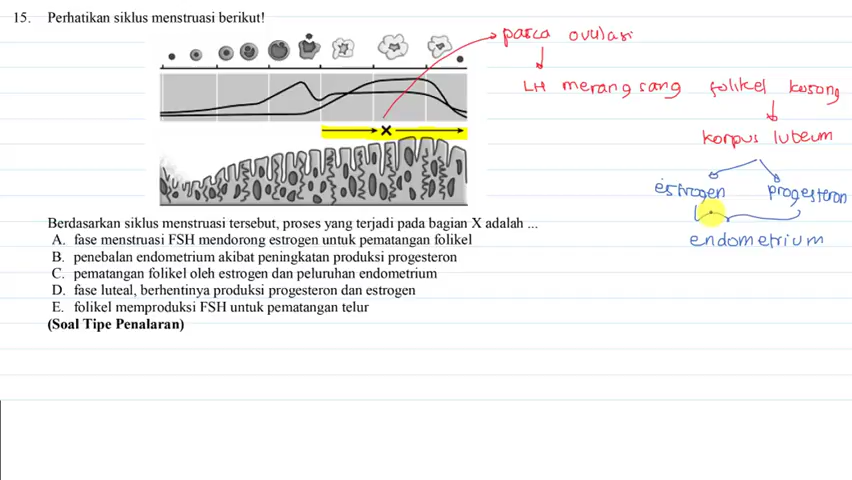 15. Perhatikan siklus menstruasi berikut!
pasca ovulasi
LH merangsang folikel kosong
korpus luteum
X
estrogen progesteron
endometrium
Berdasarkan siklus menstruasi tersebut, proses yang terjadi pada bagian X adalah ...
A. fase menstruasi FSH mendorong estrogen untuk pematangan folikel
B. penebalan endometrium akibat peningkatan produksi progesteron
C. pematangan folikel oleh estrogen dan peluruhan endometrium
D. fase luteal, berhentinya produksi progesteron dan estrogen
E. folikel memproduksi FSH untuk pematangan telur
(Soal Tipe Penalaran)